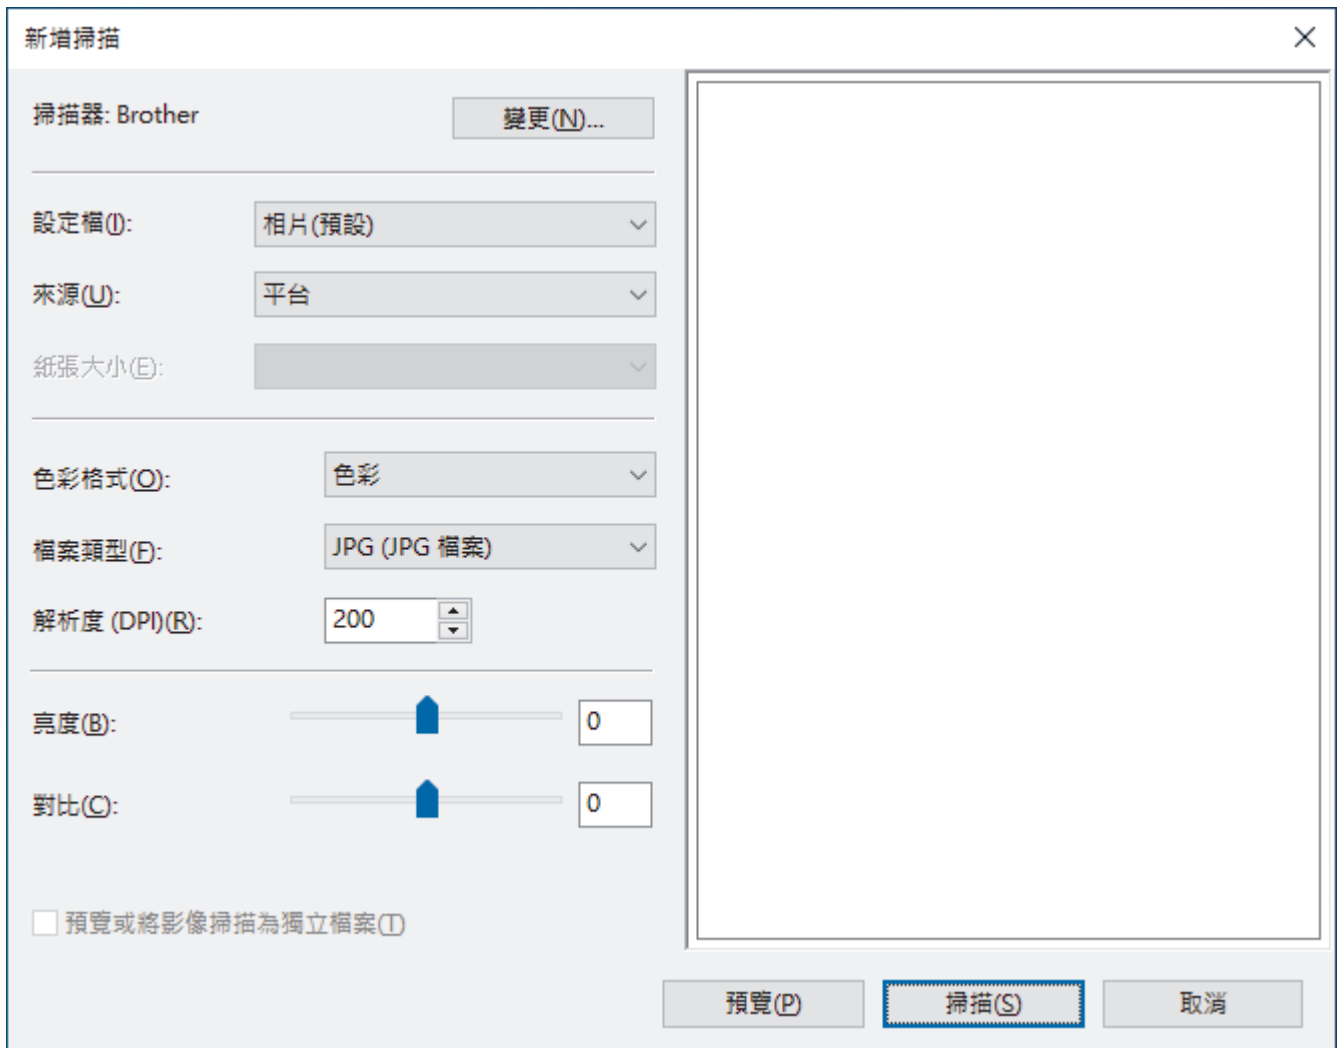 新增掃描
掃描器: Brother
變更(N)...
設定檔(I):
相片(預設)
來源(U):
平台
紙張大小(E):
色彩格式(O):
色彩
檔案類型(F):
JPG (JPG 檔案)
解析度 (DPI)(R):
200
亮度(B):
0
對比(C):
0
預覽或將影像掃描為獨立檔案(T)
預覽(P)
掃描(S)
取消